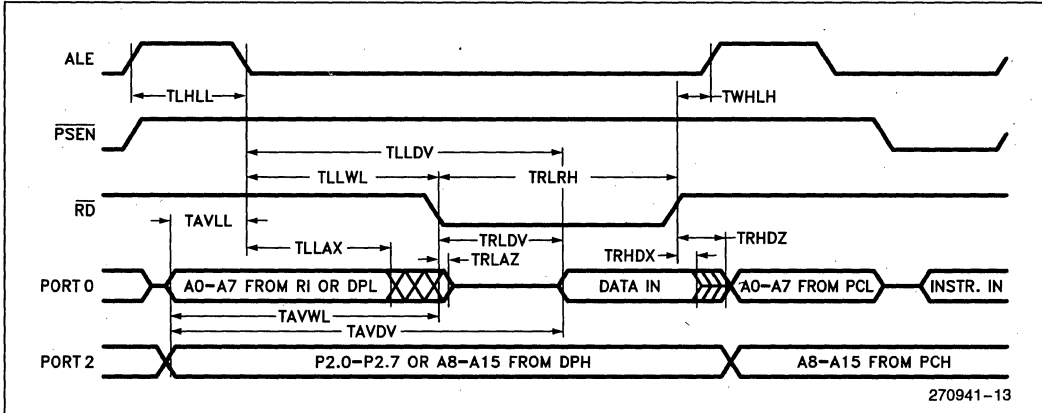 ALE
TLHLL
TWHLH
PSEN
TLLDV
TLLWL
TRLRH
RD
TAVLL
TRLDV
TRHDZ
TLLAX
TRLAZ
TRHDX
PORT 0
A0–A7 FROM RI OR DPL
DATA IN
A0–A7 FROM PCL
INSTR. IN
TAVWL
TAVDV
PORT 2
P2.0–P2.7 OR A8–A15 FROM DPH
A8–A15 FROM PCH
270941–13